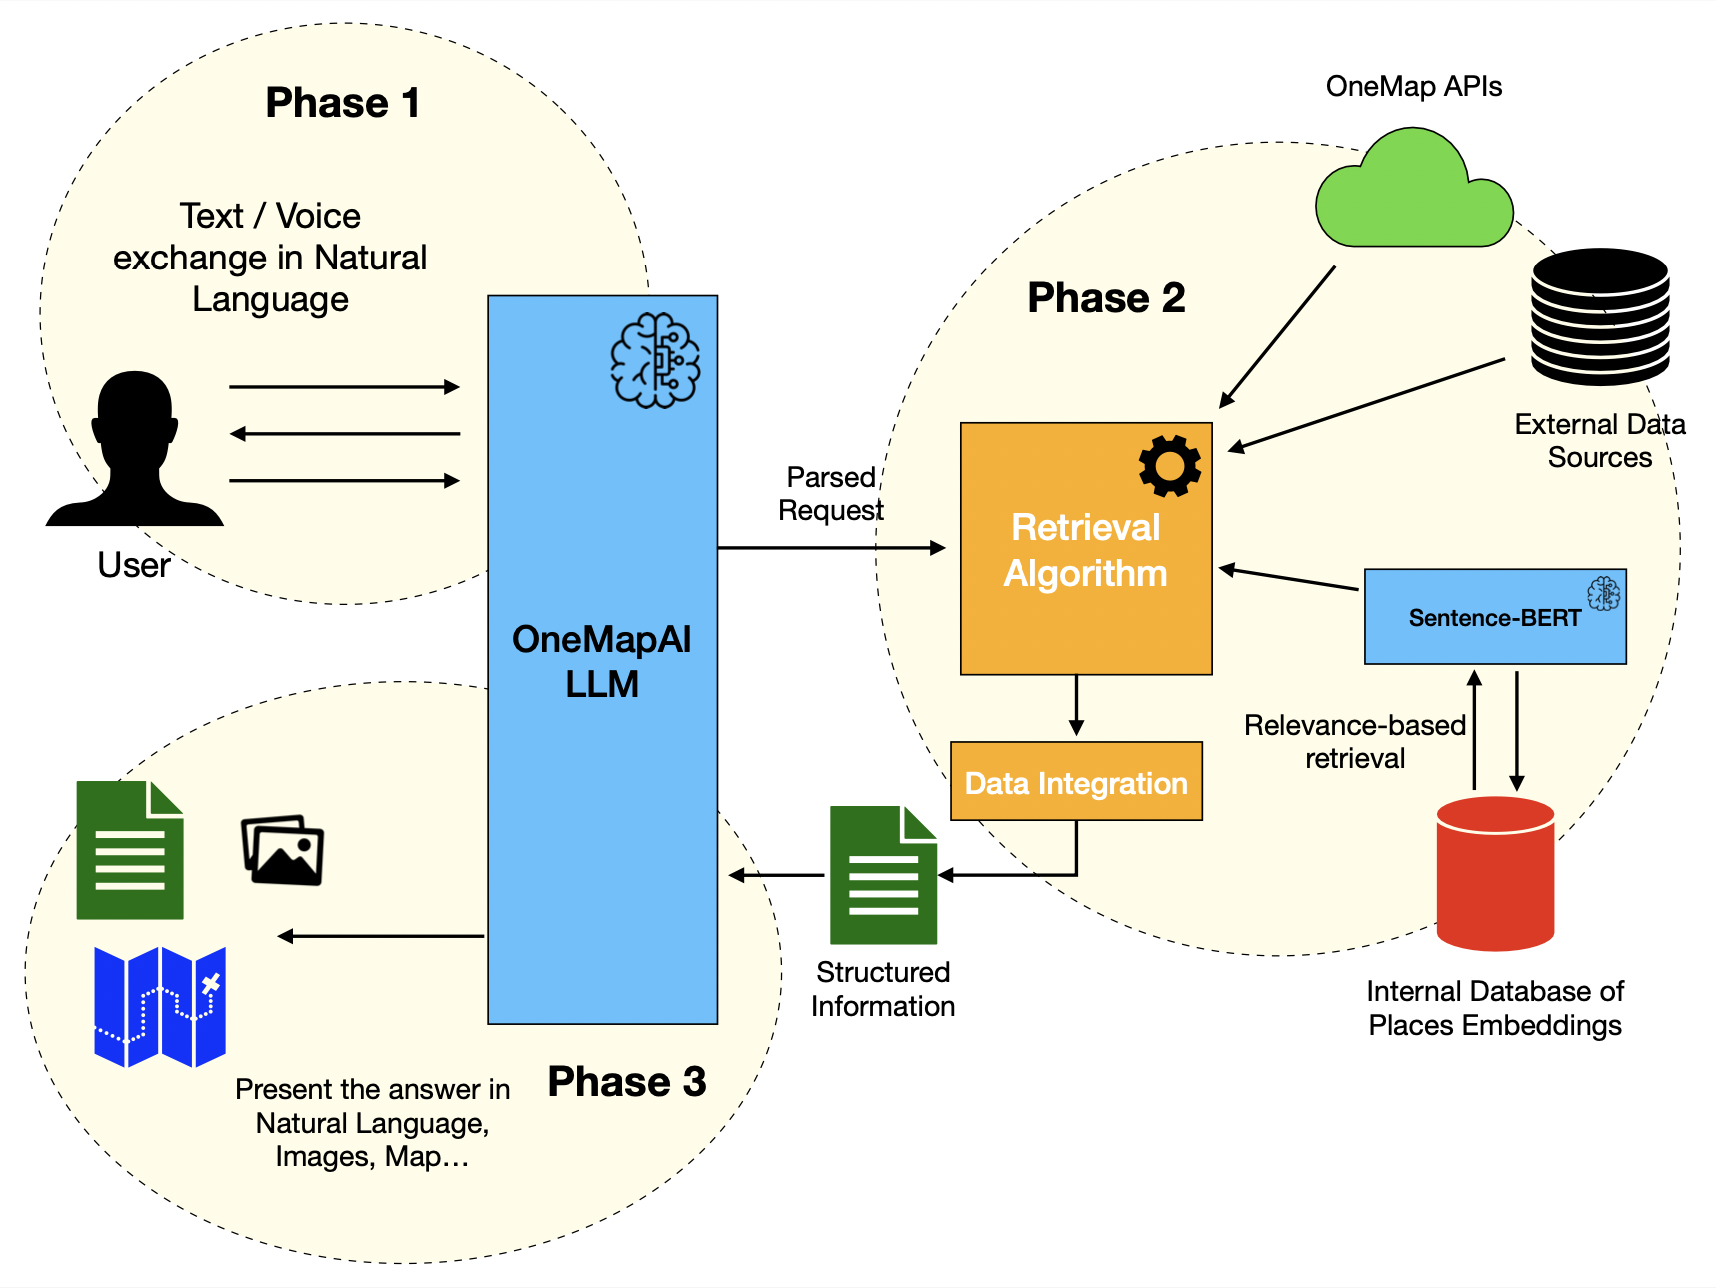 Phase 1
Text / Voice
exchange in Natural
Language
User
OneMapAI
LLM
Parsed
Request
Phase 2
OneMap APIs
External Data
Sources
Retrieval
Algorithm
Sentence-BERT
Relevance-based
retrieval
Data Integration
Internal Database of
Places Embeddings
Structured
Information
Phase 3
Present the answer in
Natural Language,
Images, Map...